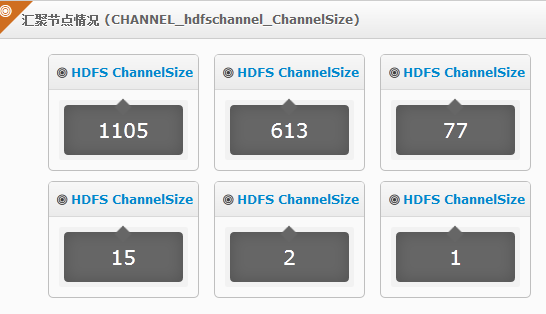 汇聚节点情况（CHANNEL_hdfschannel_ChannelSize）
HDFS ChannelSize HDFS ChannelSize HDFS ChannelSize
1105 613 77
HDFS ChannelSize HDFS ChannelSize HDFS ChannelSize
15 2 1